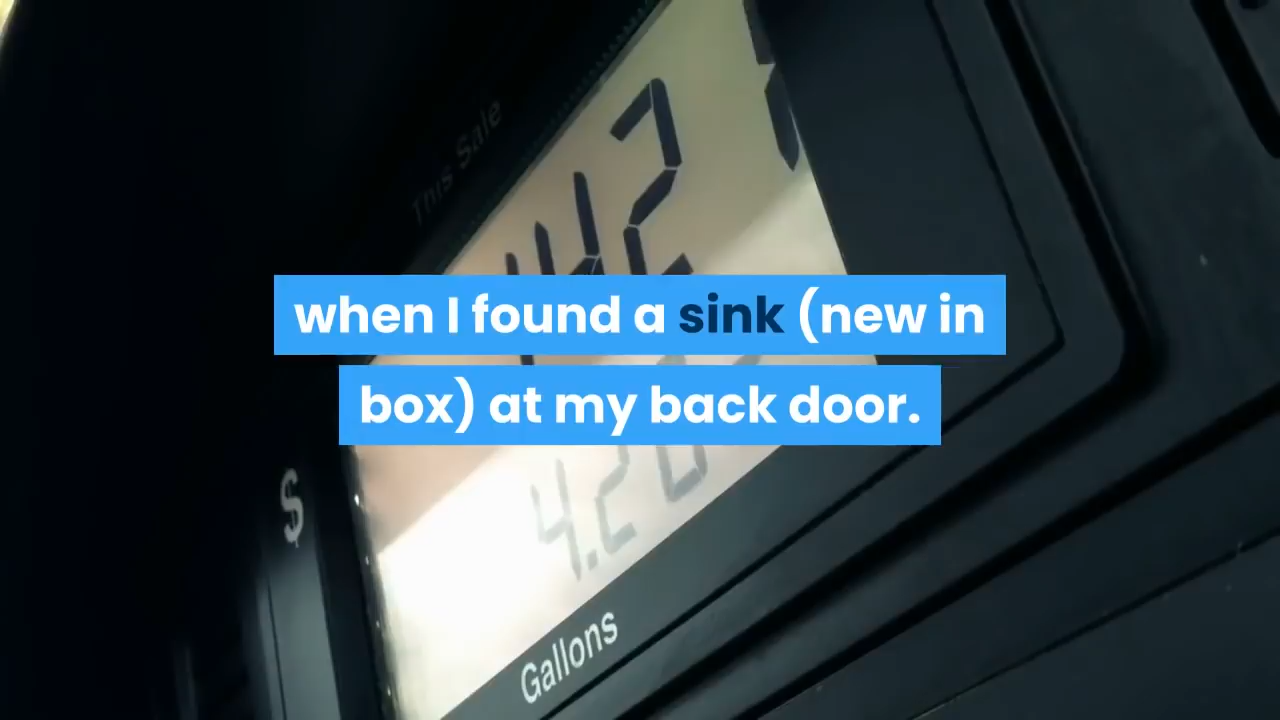 This Sale
when I found a sink (new in
box) at my back door.
$
Gallons